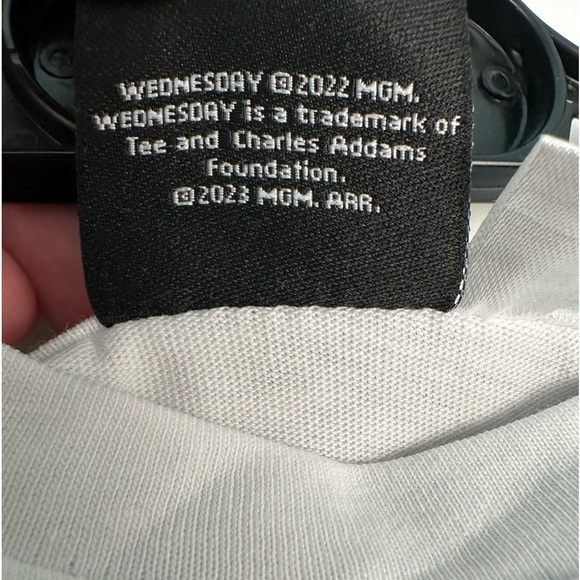 WEDNESDAY ©2022 MGM.
WEDNESDAY is a trademark of
Tee and Charles Addams
Foundation.
©2023 MGM. ARR.